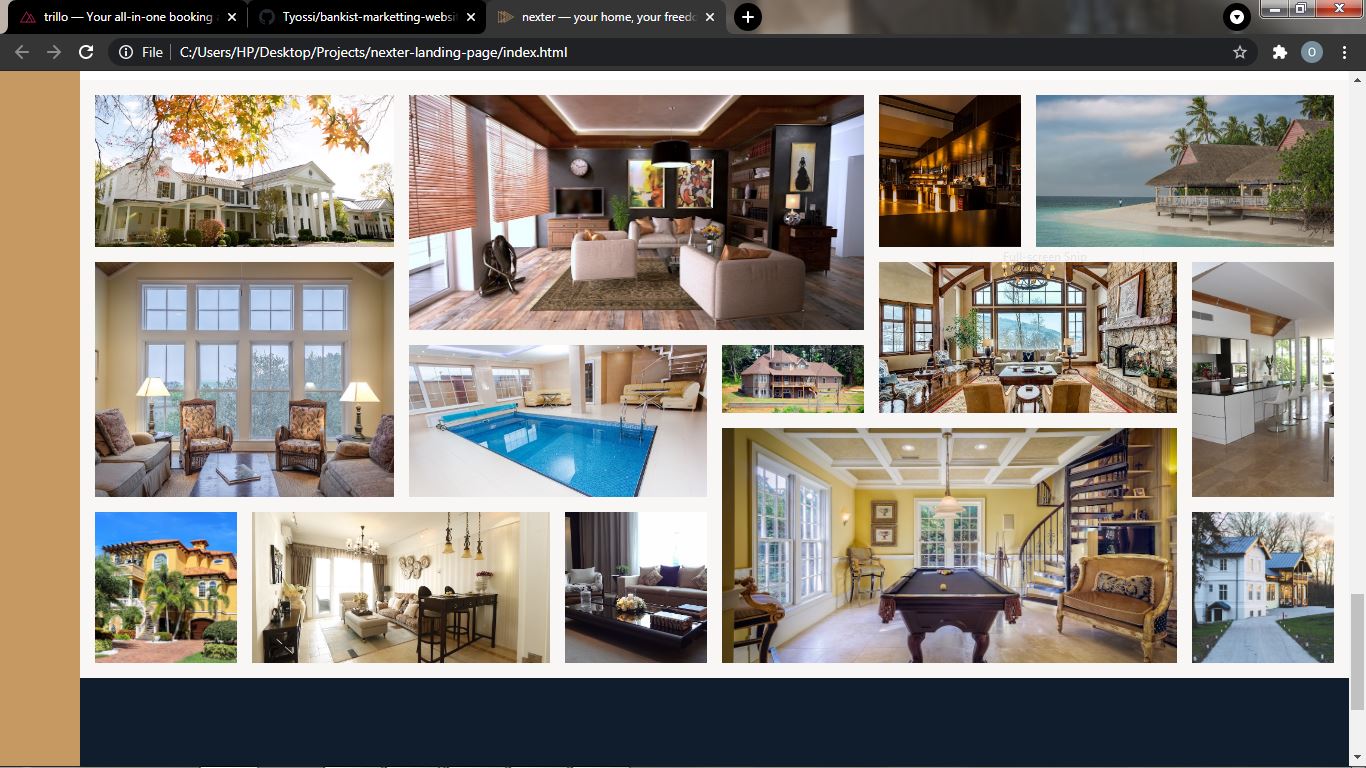 trillo — Your all-in-one booking
Tyossi/bankist-marketting-websi
nexter — your home, your freedo
File
C:/Users/HP/Desktop/Projects/nexter-landing-page/index.html
O
Full-screen Snip